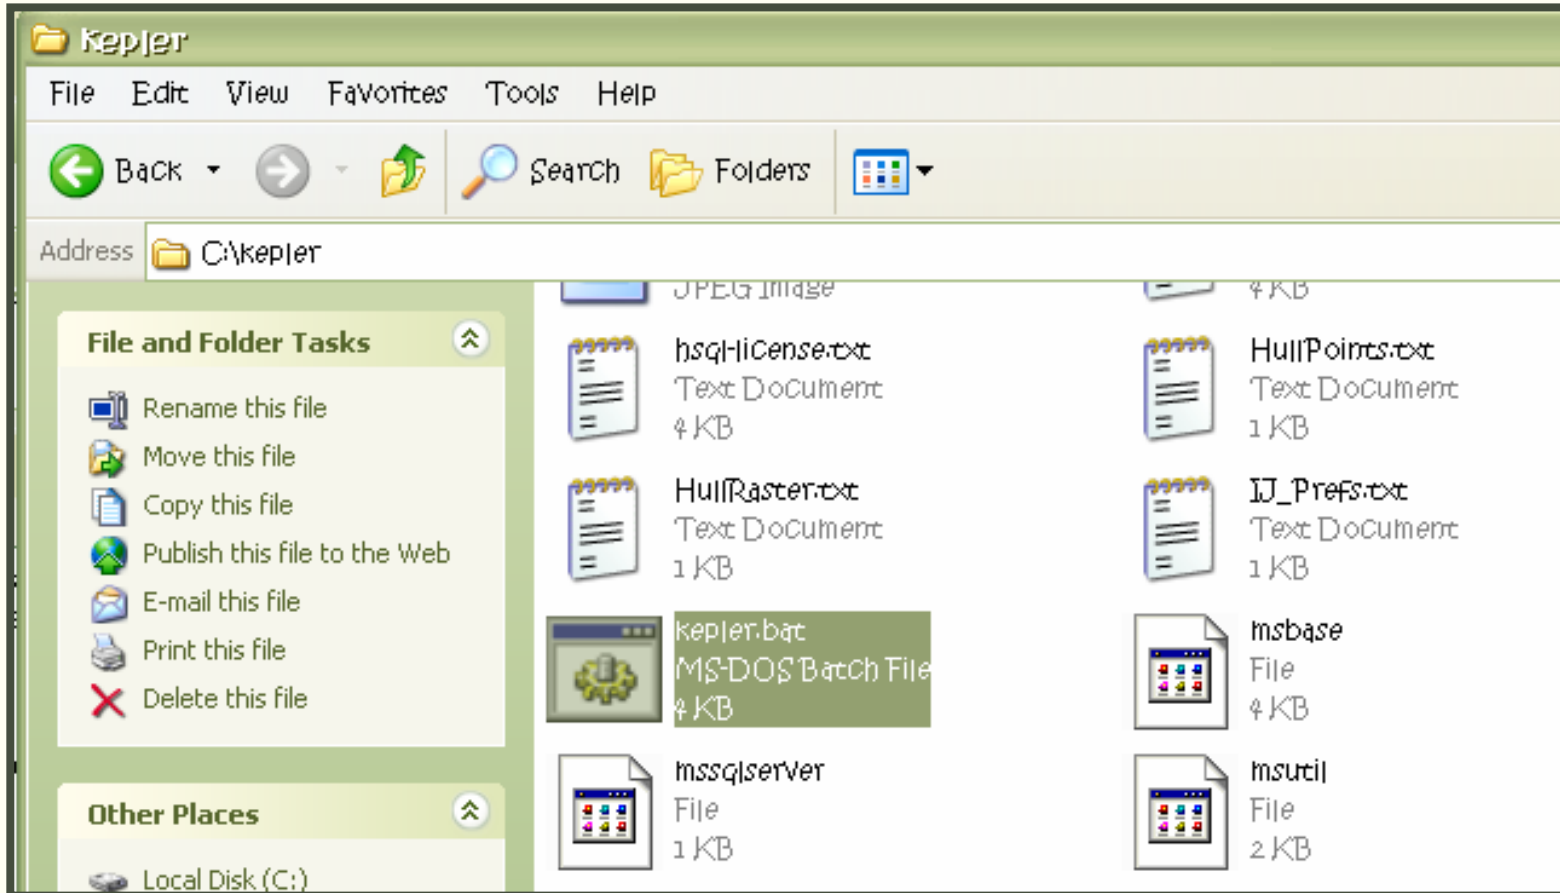 kepler
File Edit View Favorites Tools Help
Back Search Folders
Address C:\kepler
File and Folder Tasks
Rename this file
Move this file
Copy this file
Publish this file to the Web
E-mail this file
Print this file
Delete this file
Other Places
Local Disk (C:)
JPEG Image
4 KB
hsql-license.txt
Text Document
4 KB
HullPoints.txt
Text Document
1 KB
HullRaster.txt
Text Document
1 KB
IJ_Prefs.txt
Text Document
1 KB
kepler.bat
MS-DOS Batch File
4 KB
msbase
File
4 KB
mssqlserver
File
1 KB
msutil
File
2 KB